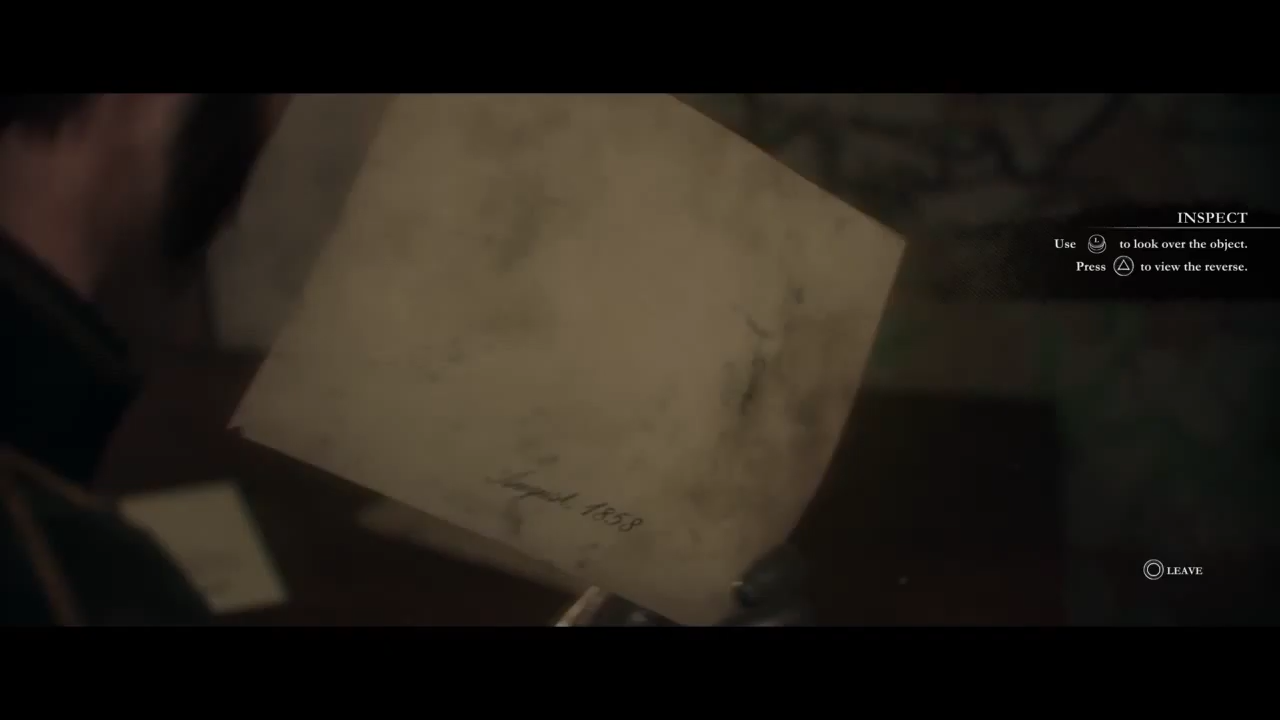 INSPECT
Use L to look over the object.
Press to view the reverse.
August, 1858
LEAVE